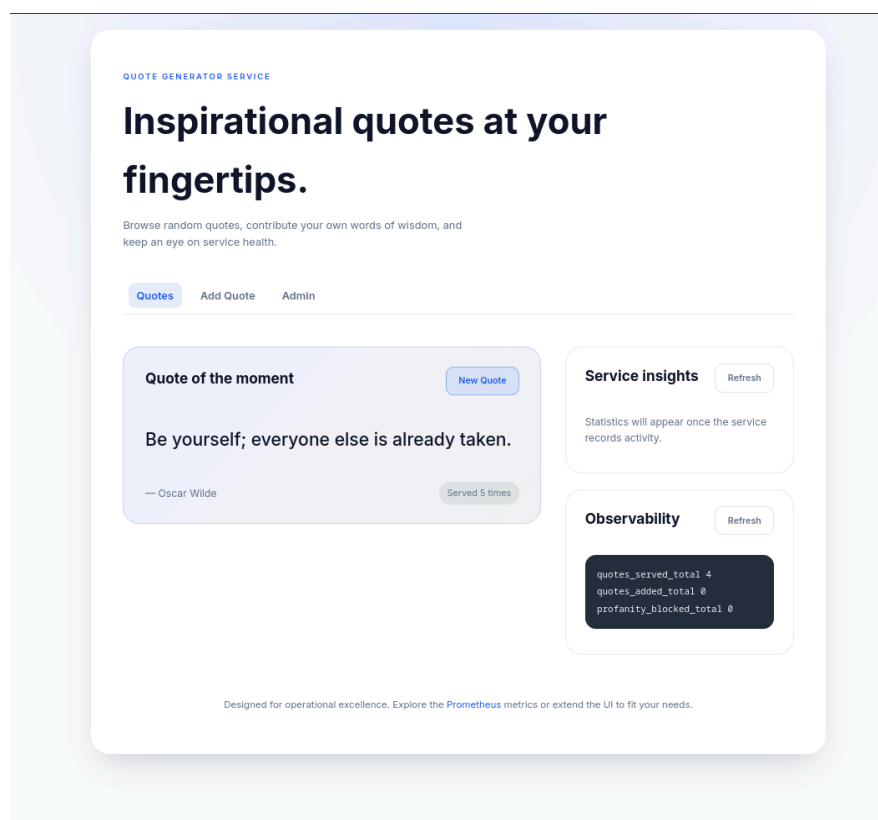 QUOTE GENERATOR SERVICE
Inspirational quotes at your
fingertips.
Browse random quotes, contribute your own words of wisdom, and
keep an eye on service health.
Quotes
Add Quote
Admin
Quote of the moment
New Quote
Be yourself; everyone else is already taken.
— Oscar Wilde
Served 5 times
Service insights
Refresh
Statistics will appear once the service
records activity.
Observability
Refresh
quotes_served_total 4
quotes_added_total 0
profanity_blocked_total 0
Designed for operational excellence. Explore the Prometheus metrics or extend the UI to fit your needs.